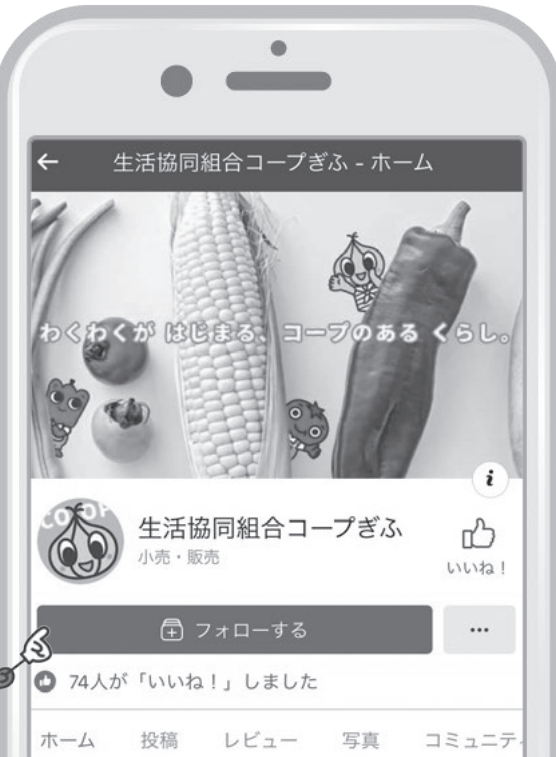 生活協同組合コープぎふ - ホーム
わくわくが はじまる、コープのある くらし。
i
COOP
生活協同組合コープぎふ
小売・販売
いいね！
フォローする
74人が「いいね！」しました
ホーム 投稿 レビュー 写真 コミュニティ